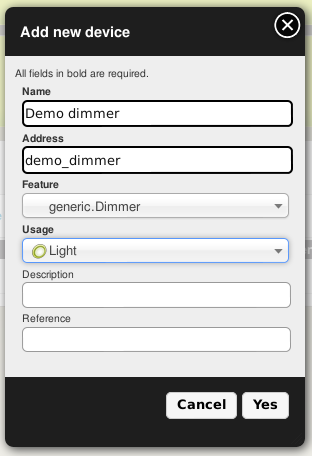 Add new device
All fields in bold are required.
Name
Demo dimmer
Address
demo_dimmer
Feature
generic.Dimmer
Usage
Light
Description
Reference
Cancel
Yes